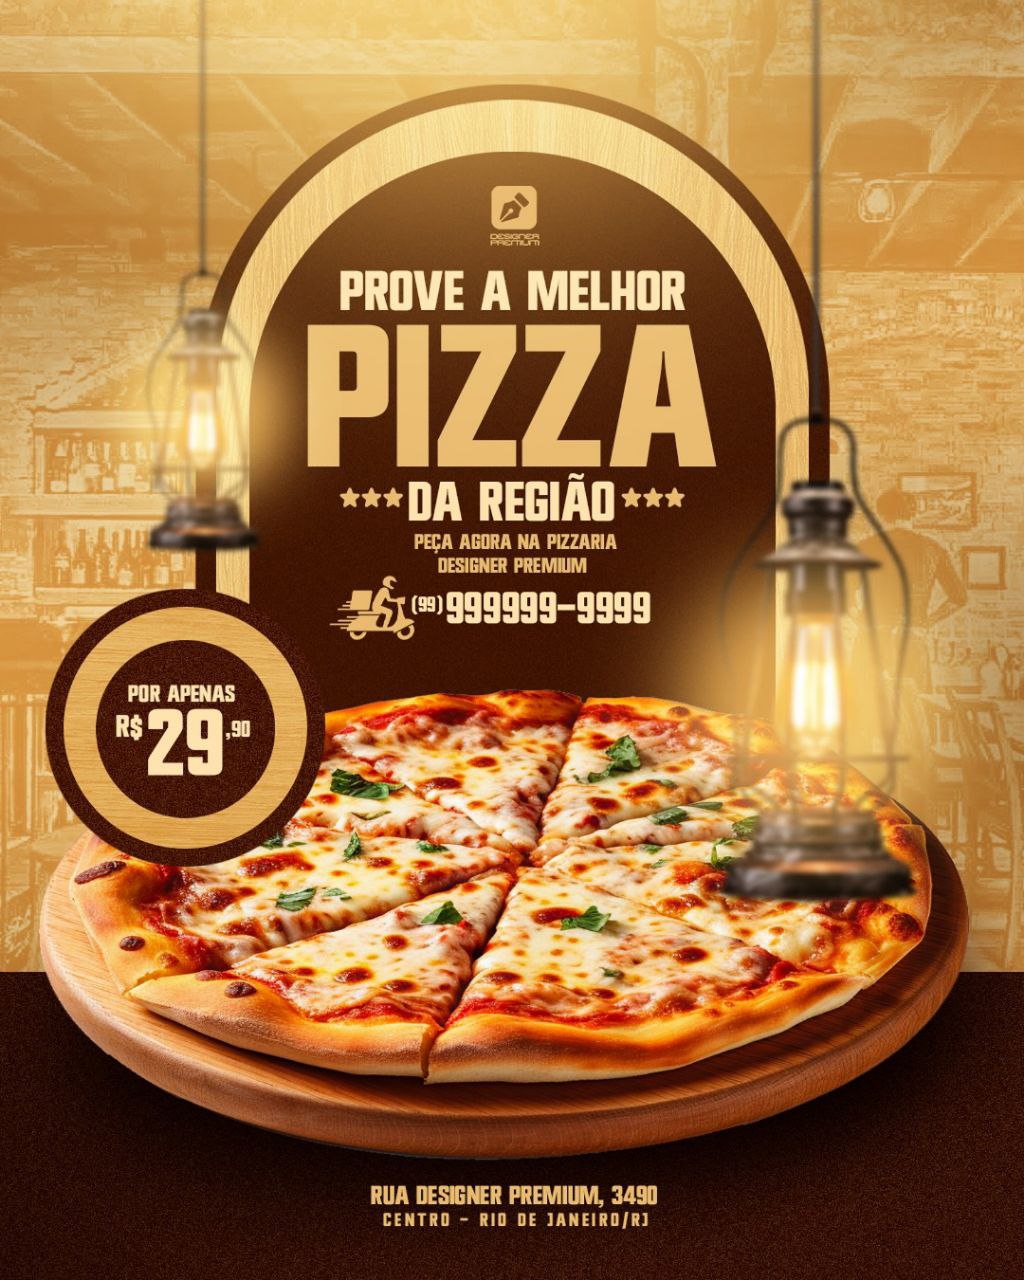 DESIGNER
PREMIUM
PROVE A MELHOR
PIZZA
DA REGIÃO
PEÇA AGORA NA PIZZARIA
DESIGNER PREMIUM
(99) 999999-9999
POR APENAS
R$ 29,90
RUA DESIGNER PREMIUM, 3490
CENTRO - RIO DE JANEIRO/RJ